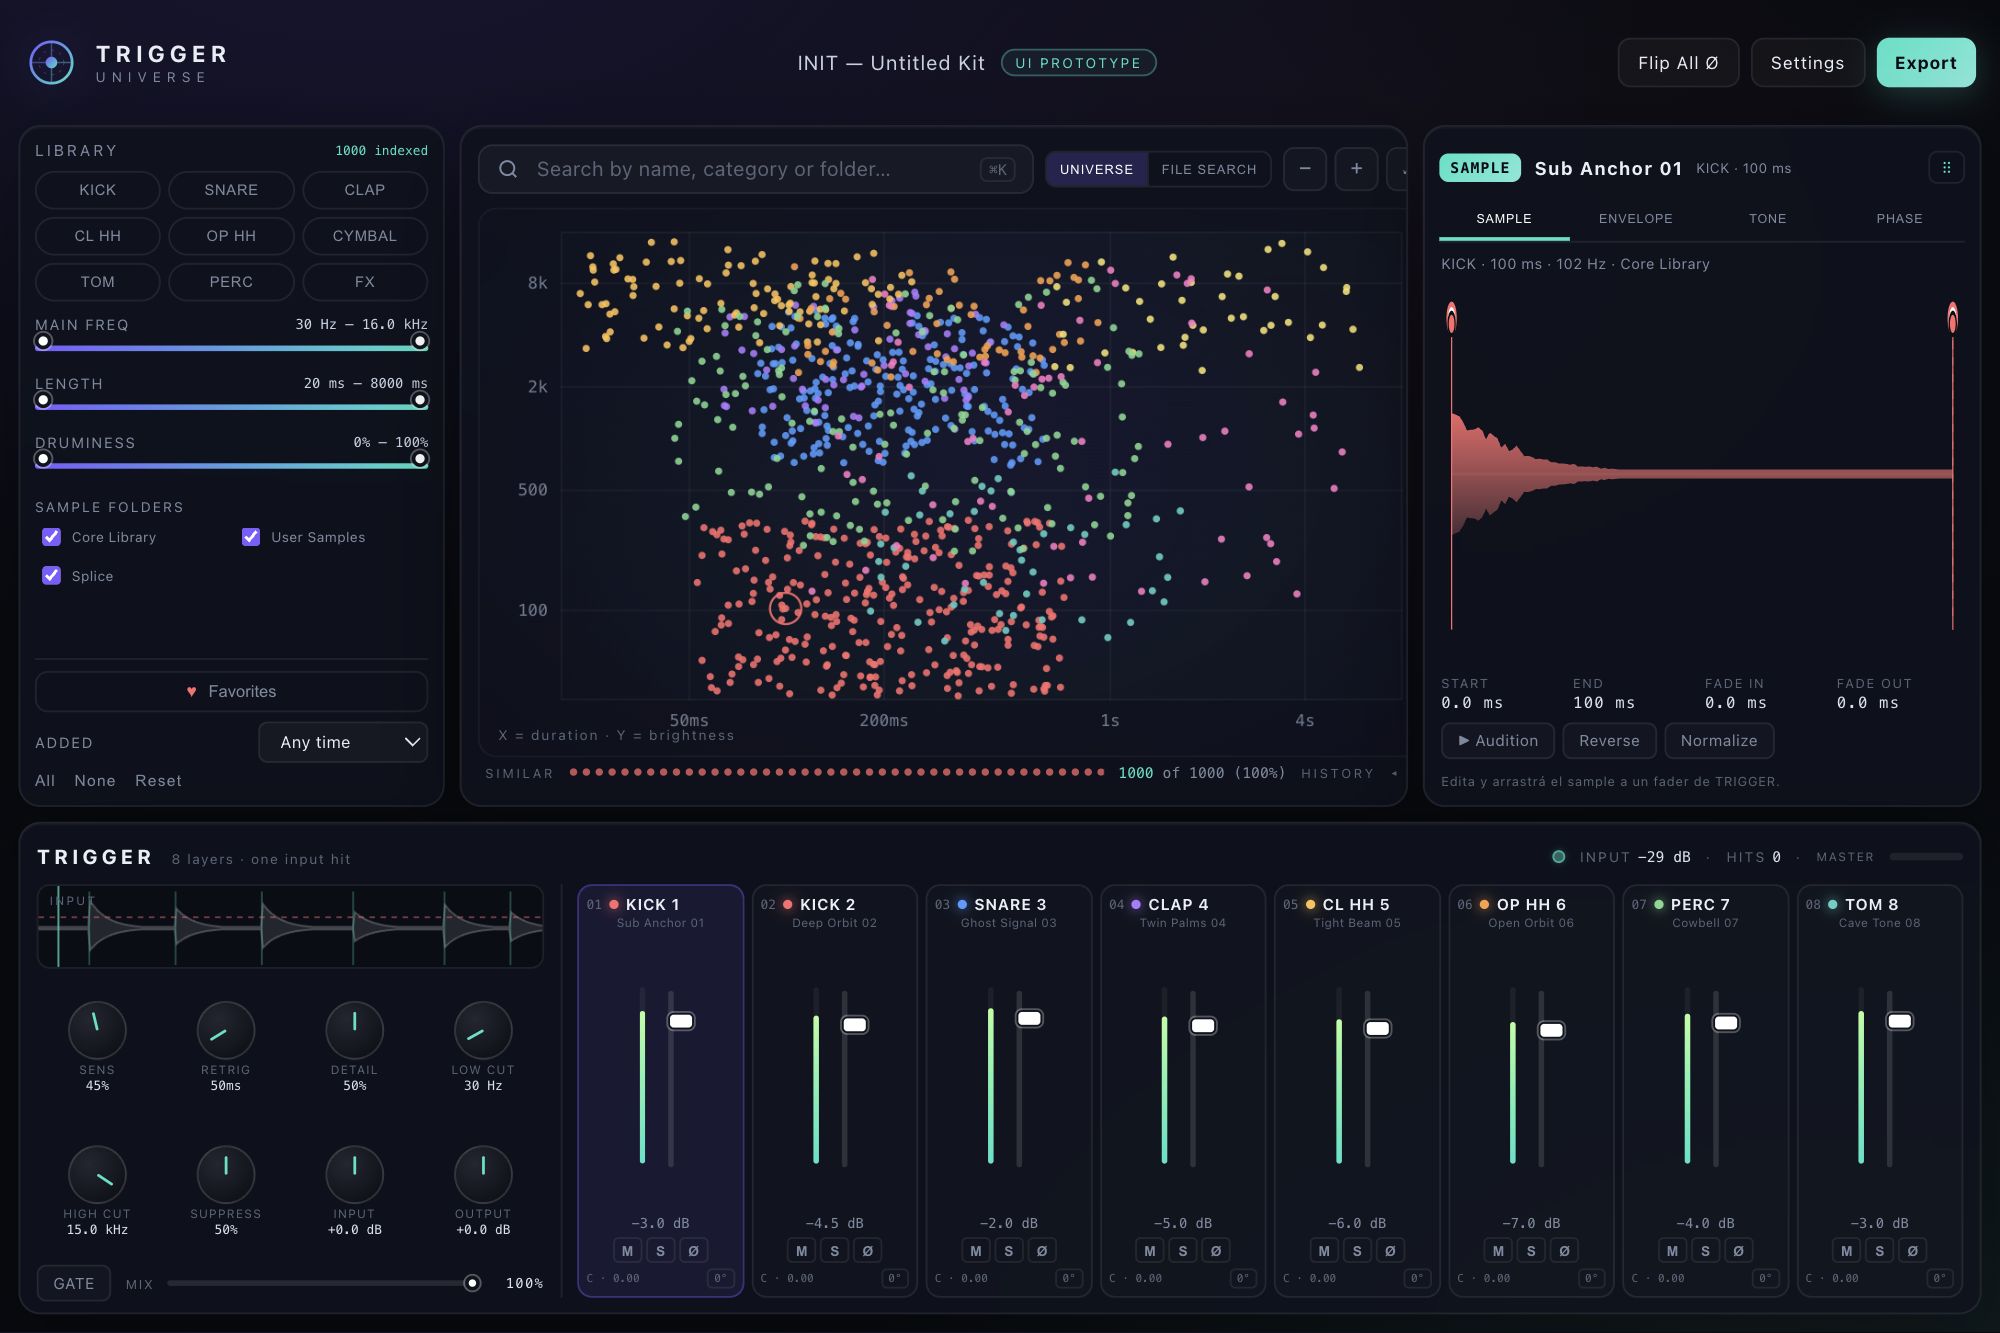 TRIGGER
UNIVERSE
INIT — Untitled Kit
UI PROTOTYPE
Flip All Ø
Settings
Export
LIBRARY
1000 indexed
KICK
SNARE
CLAP
CL HH
OP HH
CYMBAL
TOM
PERC
FX
MAIN FREQ
30 Hz – 16.0 kHz
LENGTH
20 ms – 8000 ms
DRUMINESS
0% – 100%
SAMPLE FOLDERS
Core Library
User Samples
Splice
♥ Favorites
ADDED
Any time
All None Reset
Search by name, category or folder...
⌘K
UNIVERSE
FILE SEARCH
−
+
8k
2k
500
100
50ms
200ms
1s
4s
X = duration · Y = brightness
SIMILAR
1000 of 1000 (100%)
HISTORY
SAMPLE
Sub Anchor 01
KICK · 100 ms
SAMPLE
ENVELOPE
TONE
PHASE
KICK · 100 ms · 102 Hz · Core Library
START
END
FADE IN
FADE OUT
0.0 ms
100 ms
0.0 ms
0.0 ms
▶ Audition
Reverse
Normalize
Edita y arrastrá el sample a un fader de TRIGGER.
TRIGGER
8 layers · one input hit
INPUT −29 dB · HITS 0 · MASTER
INPUT
SENS
45%
RETRIG
50ms
DETAIL
50%
LOW CUT
30 Hz
HIGH CUT
15.0 kHz
SUPPRESS
50%
INPUT
+0.0 dB
OUTPUT
+0.0 dB
GATE
MIX
100%
01 KICK 1
Sub Anchor 01
−3.0 dB
M S Ø
C · 0.00 0°
02 KICK 2
Deep Orbit 02
−4.5 dB
M S Ø
C · 0.00 0°
03 SNARE 3
Ghost Signal 03
−2.0 dB
M S Ø
C · 0.00 0°
04 CLAP 4
Twin Palms 04
−5.0 dB
M S Ø
C · 0.00 0°
05 CL HH 5
Tight Beam 05
−6.0 dB
M S Ø
C · 0.00 0°
06 OP HH 6
Open Orbit 06
−7.0 dB
M S Ø
C · 0.00 0°
07 PERC 7
Cowbell 07
−4.0 dB
M S Ø
C · 0.00 0°
08 TOM 8
Cave Tone 08
−3.0 dB
M S Ø
C · 0.00 0°